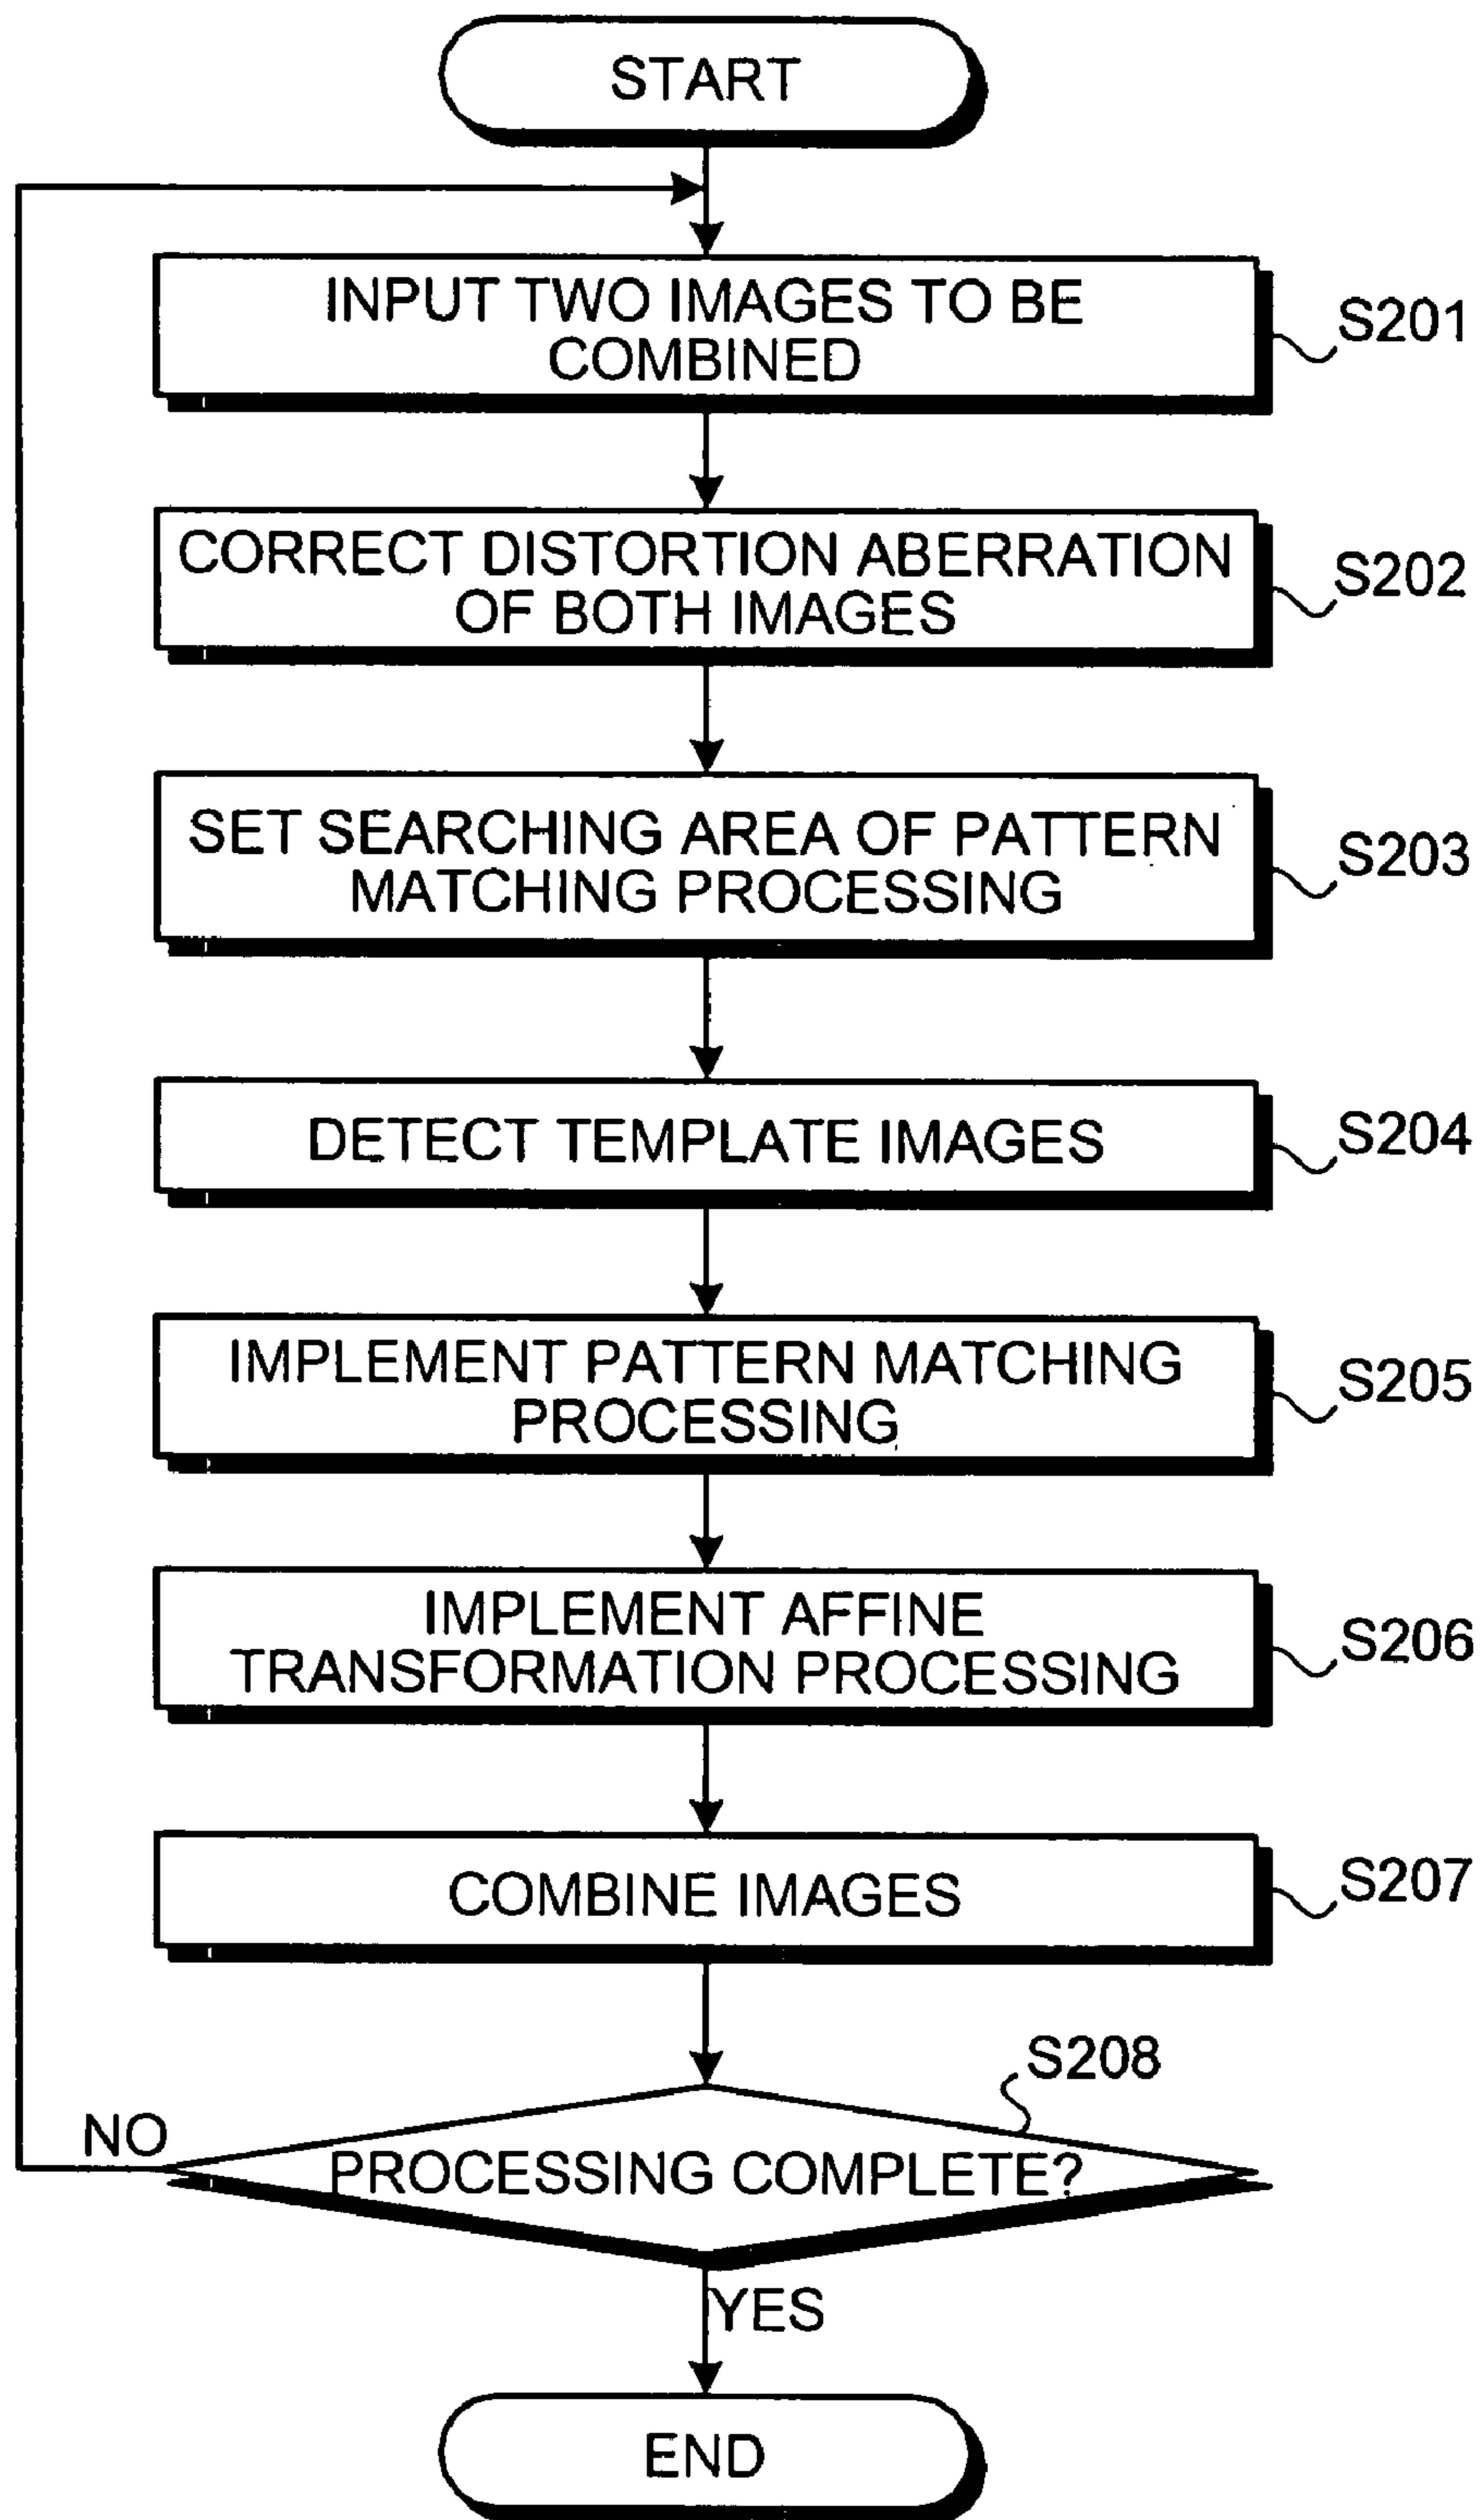 START
INPUT TWO IMAGES TO BE
COMBINED
S201
CORRECT DISTORTION ABERRATION
OF BOTH IMAGES
S202
SET SEARCHING AREA OF PATTERN
MATCHING PROCESSING
S203
DETECT TEMPLATE IMAGES
S204
IMPLEMENT PATTERN MATCHING
PROCESSING
S205
IMPLEMENT AFFINE
TRANSFORMATION PROCESSING
S206
COMBINE IMAGES
S207
S208
NO
PROCESSING COMPLETE?
YES
END